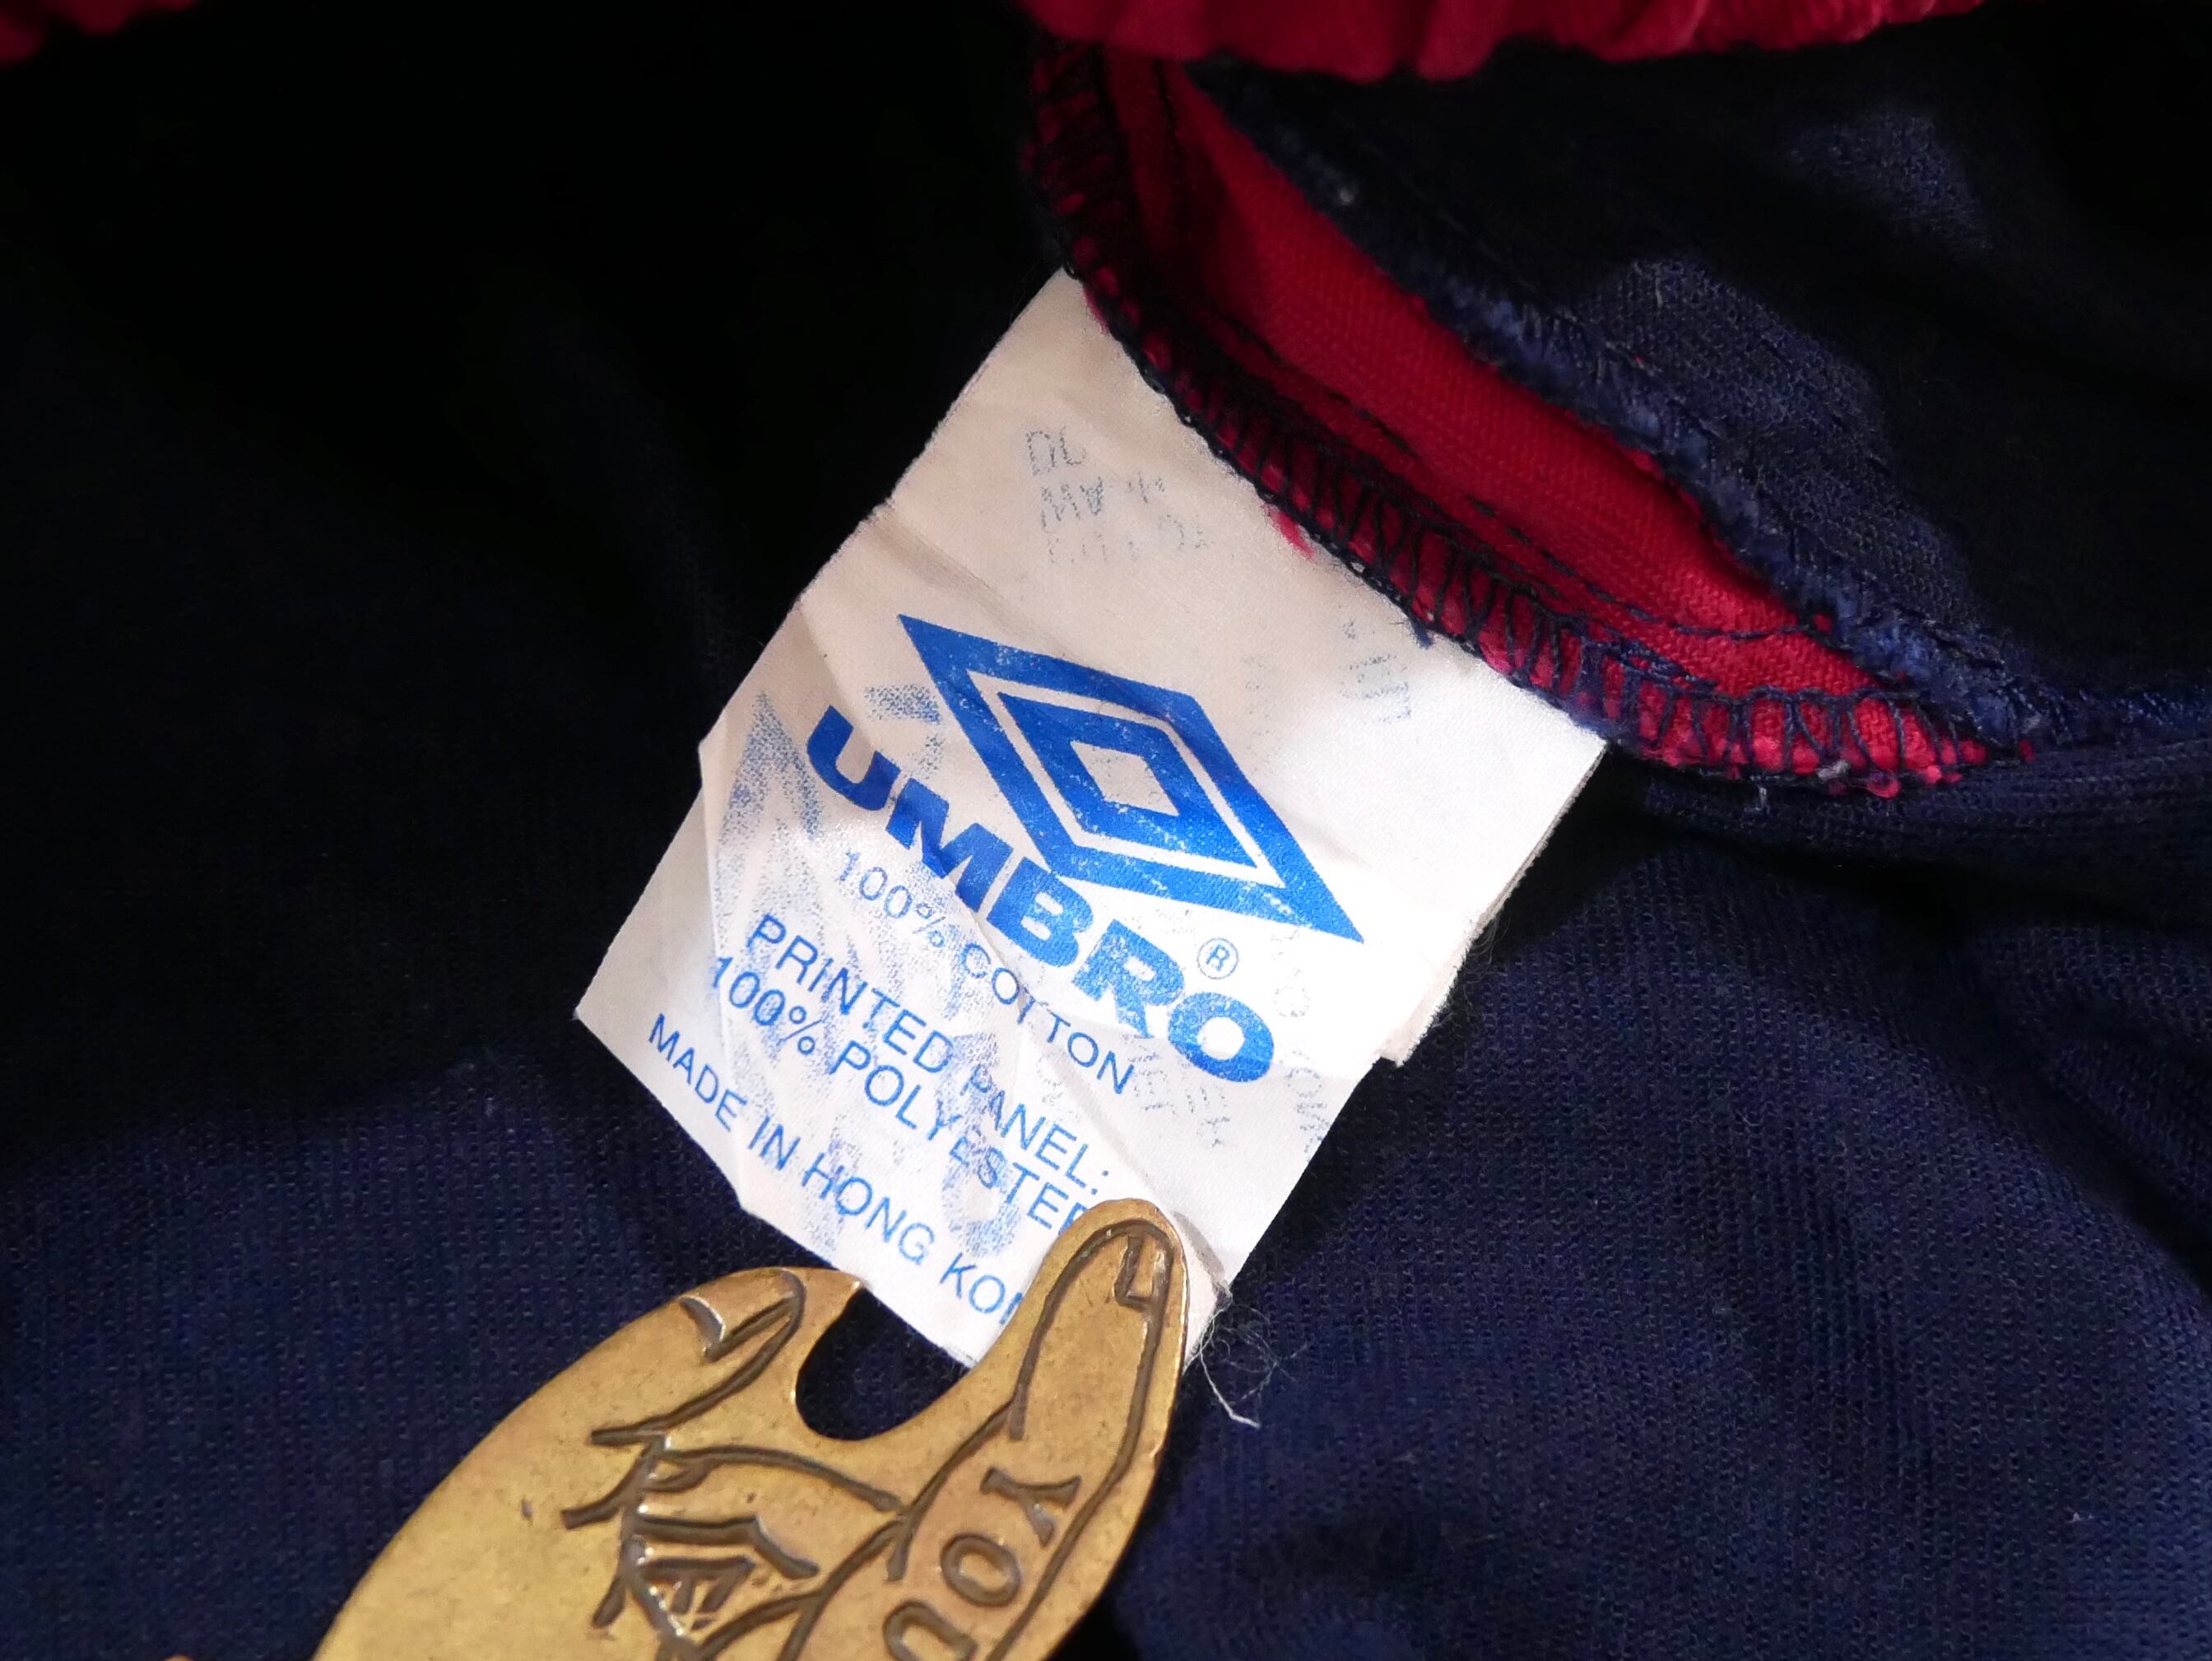 UMBRO®
100% COTTON
PRINTED PANEL:
100% POLYESTER
MADE IN HONG KON
YOU